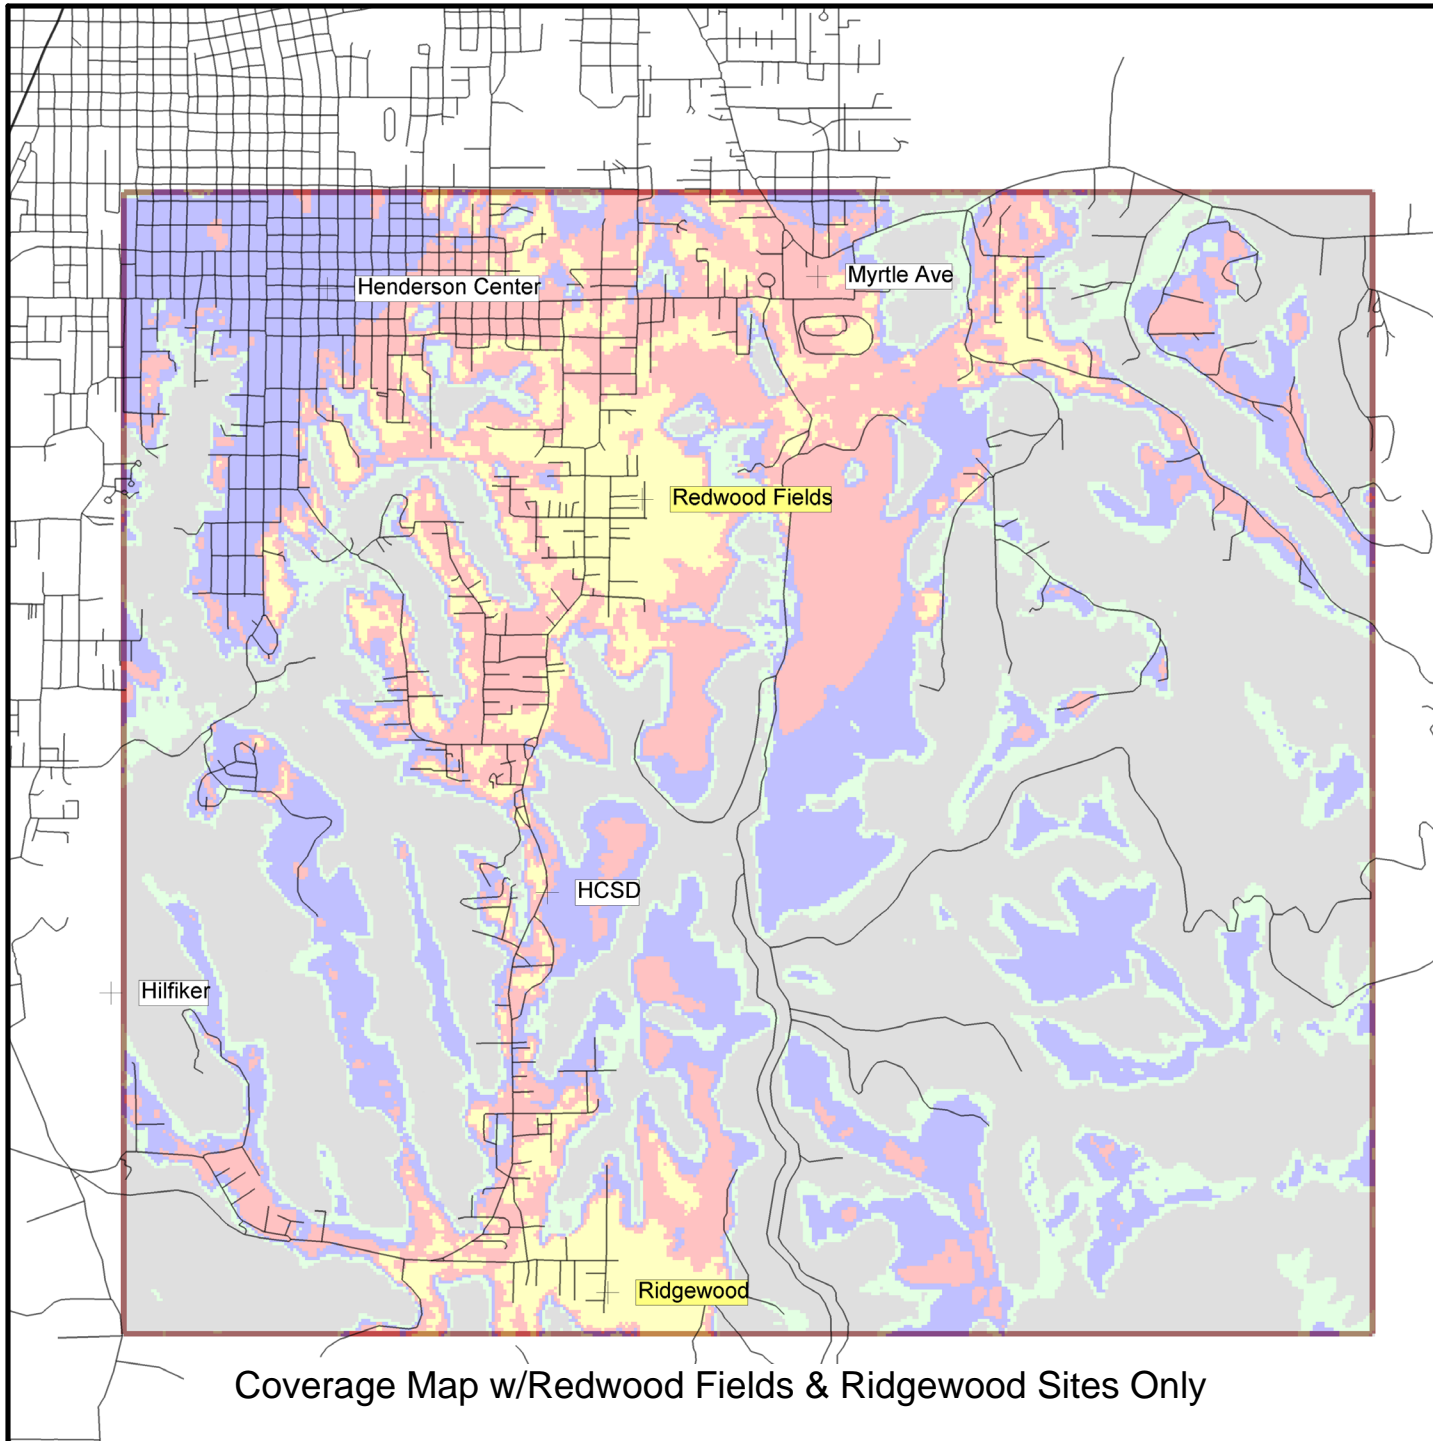 Myrtle Ave
Henderson Center
Redwood Fields
HCSD
Hilfiker
Ridgewood
Coverage Map w/Redwood Fields & Ridgewood Sites Only